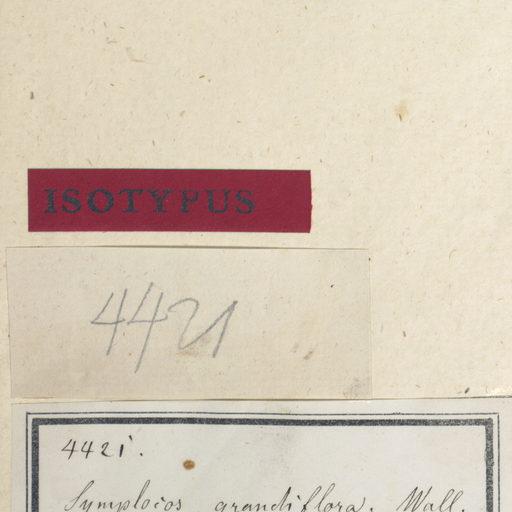 ISOTYPUS
4421
4421.
Symplocos grandiflora. Wall.